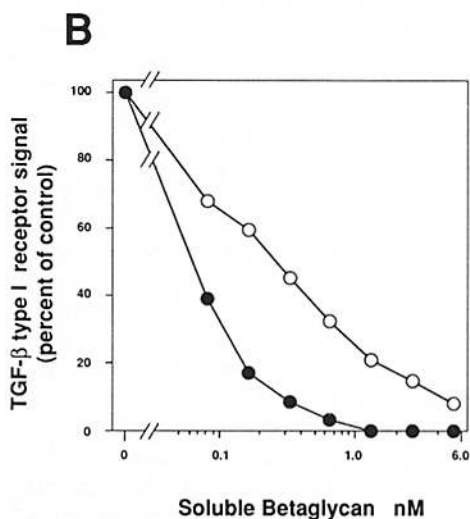 B
TGF-β type I receptor signal
(percent of control)
100
80
60
40
20
0
0
0.1
1.0
6.0
Soluble Betaglycan nM